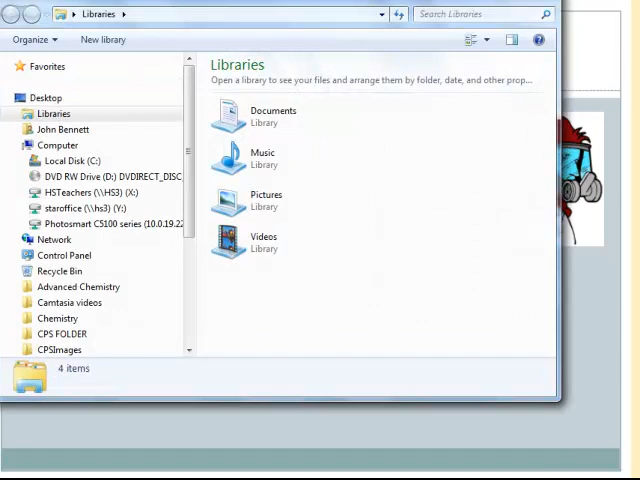 Libraries
Search Libraries
Organize
New library
Favorites
Desktop
Libraries
John Bennett
Computer
Local Disk (C:)
DVD RW Drive (D:) DVDIRECT_DISC_
HSTeachers (\\HS3) (X:)
staroffice (\\hs3) (Y:)
Photosmart C5100 series (10.0.19.22
Network
Control Panel
Recycle Bin
Advanced Chemistry
Camtasia videos
Chemistry
CPS FOLDER
CPSImages
Libraries
Open a library to see your files and arrange them by folder, date, and other prop...
Documents
Library
Music
Library
Pictures
Library
Videos
Library
4 items